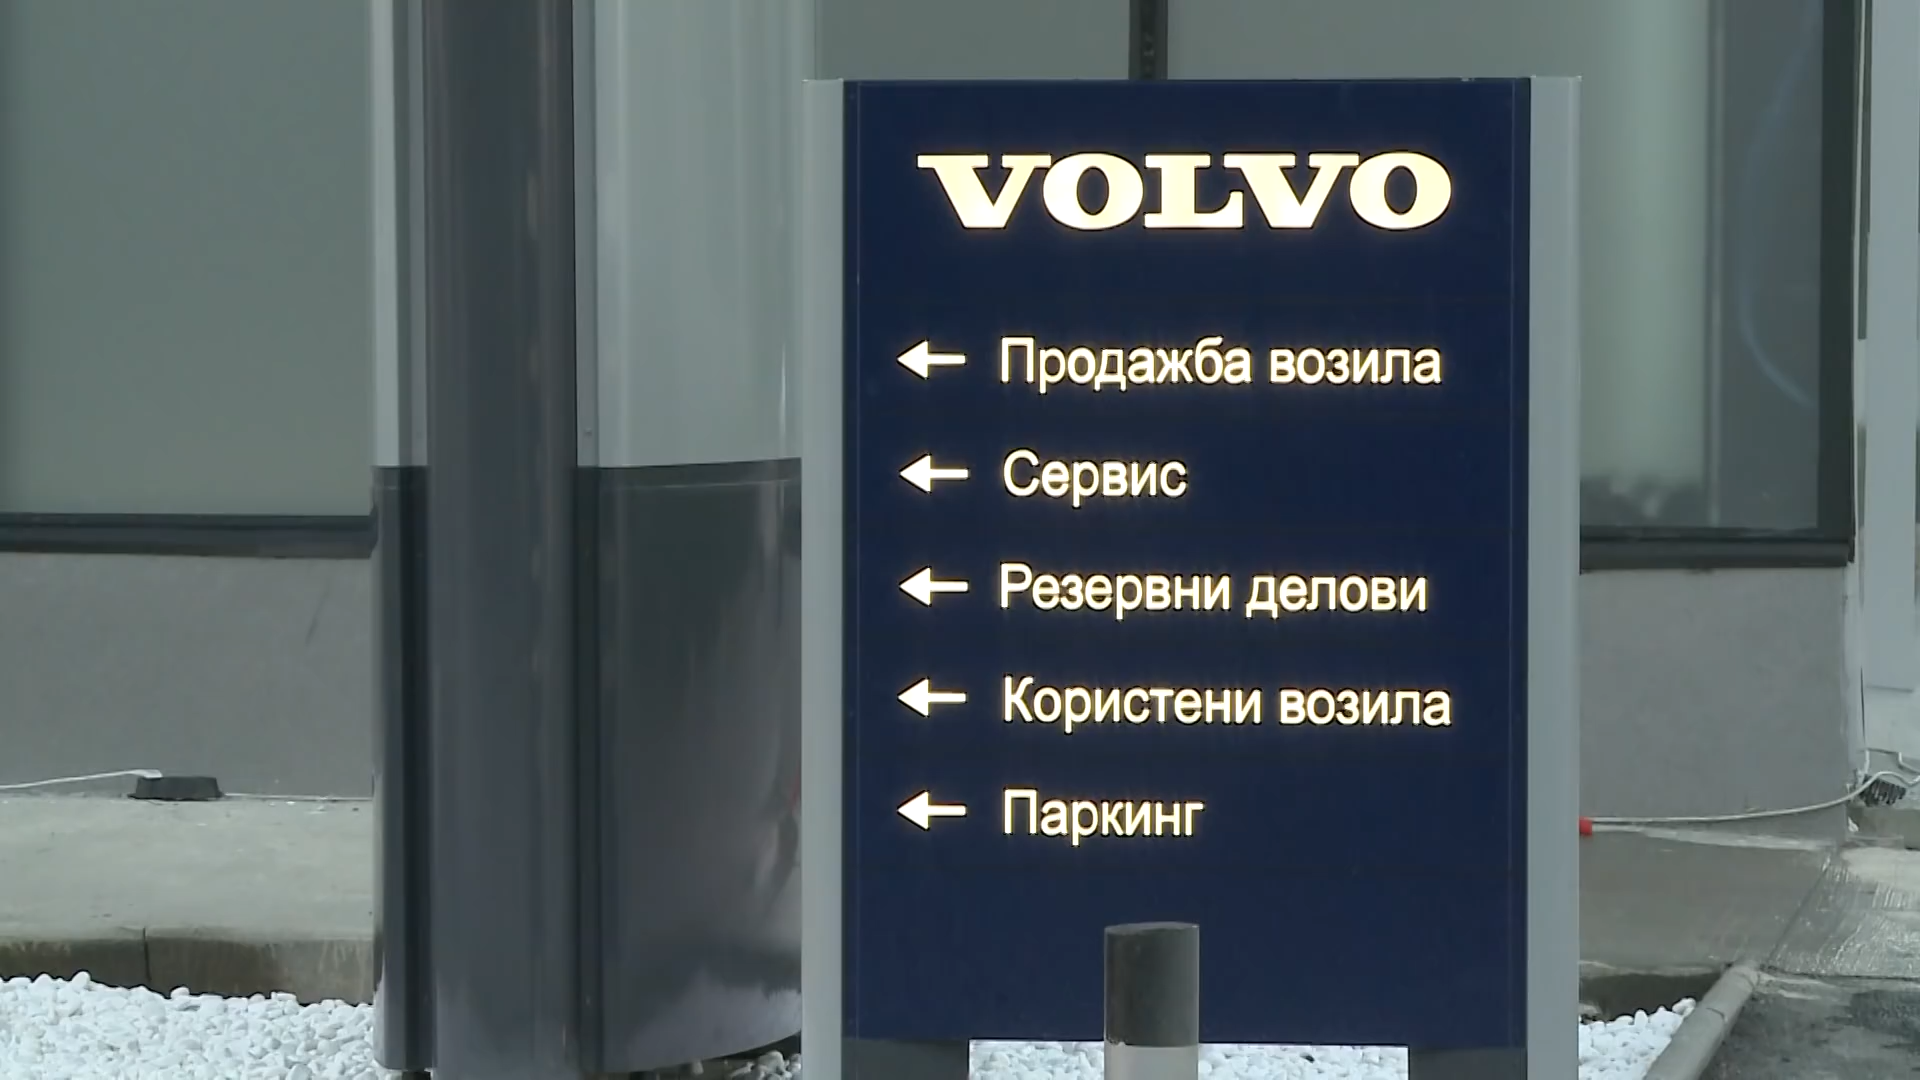 VOLVO
Продажба возила
Сервис
Резервни делови
Користени возила
Паркинг